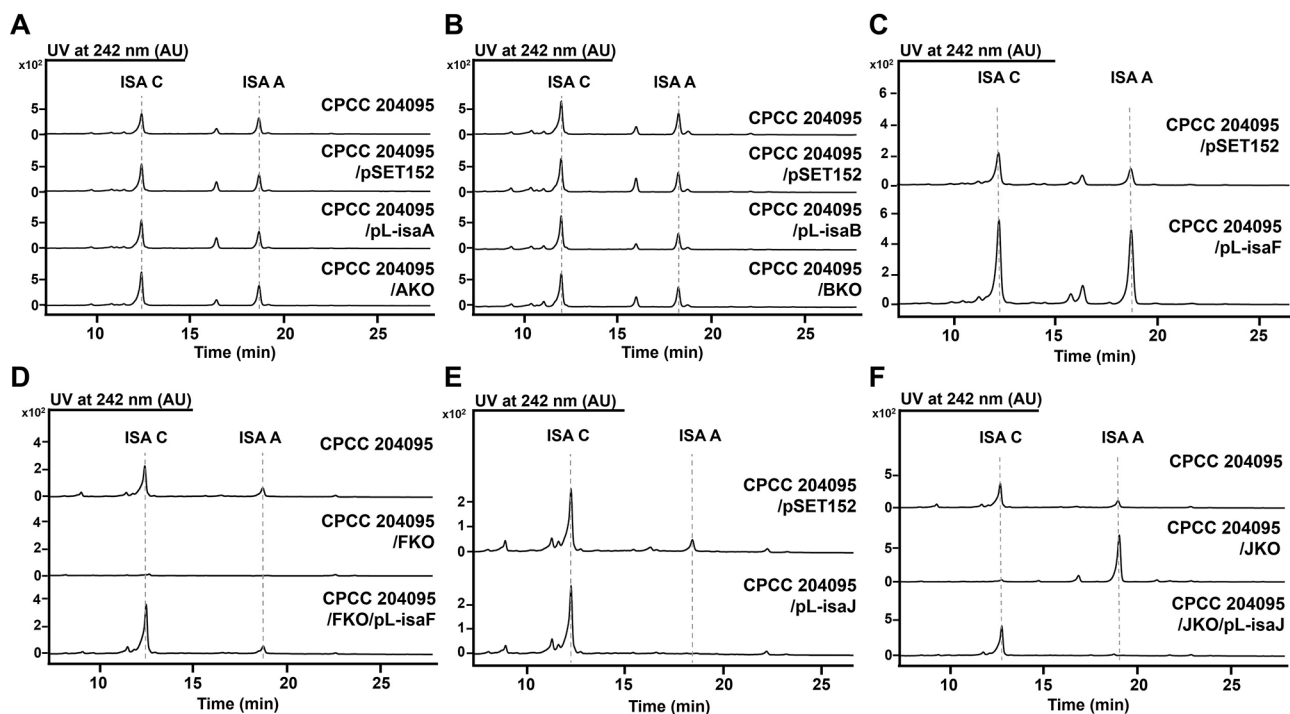 A
UV at 242 nm (AU)
x10²
ISA C
ISA A
CPCC 204095
5
0
CPCC 204095
/pSET152
5
0
CPCC 204095
/pL-isaA
5
0
CPCC 204095
/AKO
5
0
10
15
20
25
Time (min)
B
UV at 242 nm (AU)
x10²
ISA C
ISA A
CPCC 204095
5
0
CPCC 204095
/pSET152
5
0
CPCC 204095
/pL-isaB
5
0
CPCC 204095
/BKO
5
0
10
15
20
25
Time (min)
C
UV at 242 nm (AU)
x10²
ISA C
ISA A
6
4
2
0
CPCC 204095
/pSET152
6
4
2
0
CPCC 204095
/pL-isaF
10
15
20
25
Time (min)
D
UV at 242 nm (AU)
x10²
ISA C
ISA A
4
2
0
CPCC 204095
4
2
0
CPCC 204095
/FKO
4
2
0
CPCC 204095
/FKO/pL-isaF
10
15
20
25
Time (min)
E
UV at 242 nm (AU)
x10²
ISA C
ISA A
2
1
0
CPCC 204095
/pSET152
2
1
0
CPCC 204095
/pL-isaJ
10
15
20
25
Time (min)
F
UV at 242 nm (AU)
x10²
ISA C
ISA A
5
0
CPCC 204095
5
0
CPCC 204095
/JKO
5
0
CPCC 204095
/JKO/pL-isaJ
10
15
20
25
Time (min)